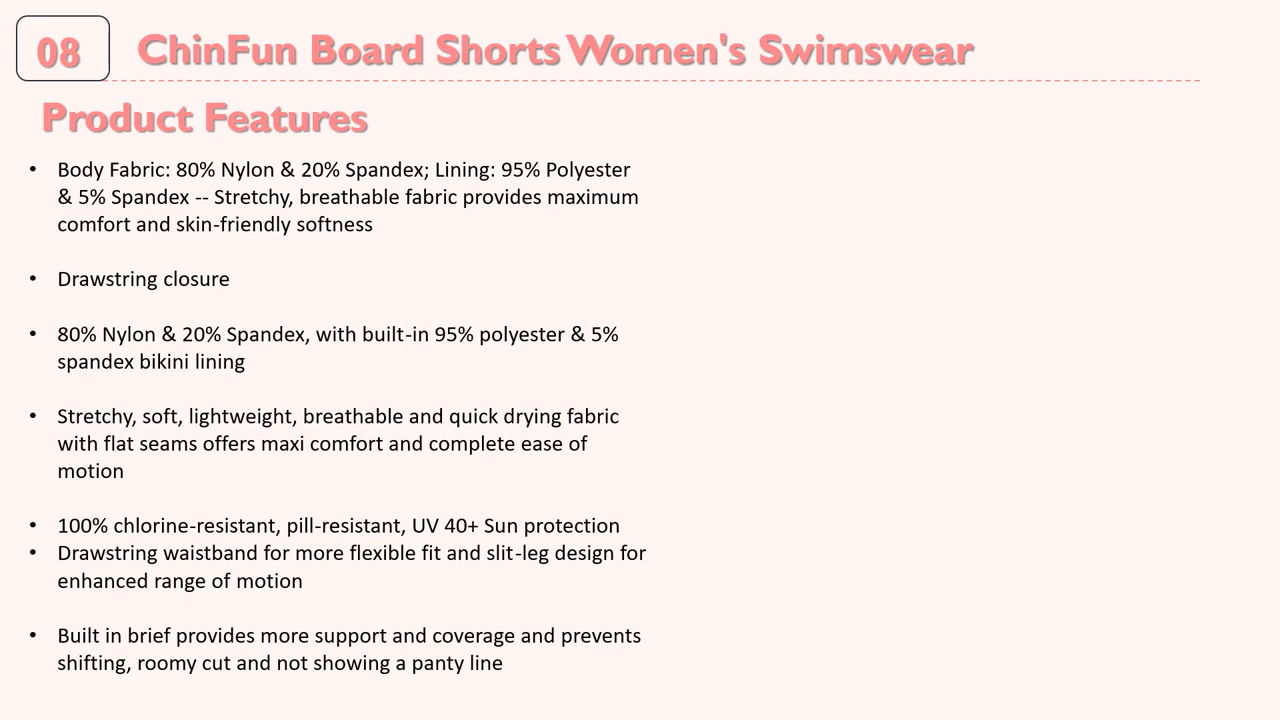 08
ChinFun Board Shorts Women's Swimswear
Product Features
• Body Fabric: 80% Nylon & 20% Spandex; Lining: 95% Polyester
& 5% Spandex -- Stretchy, breathable fabric provides maximum
comfort and skin-friendly softness
• Drawstring closure
• 80% Nylon & 20% Spandex, with built-in 95% polyester & 5%
spandex bikini lining
• Stretchy, soft, lightweight, breathable and quick drying fabric
with flat seams offers maxi comfort and complete ease of
motion
• 100% chlorine-resistant, pill-resistant, UV 40+ Sun protection
• Drawstring waistband for more flexible fit and slit-leg design for
enhanced range of motion
• Built in brief provides more support and coverage and prevents
shifting, roomy cut and not showing a panty line